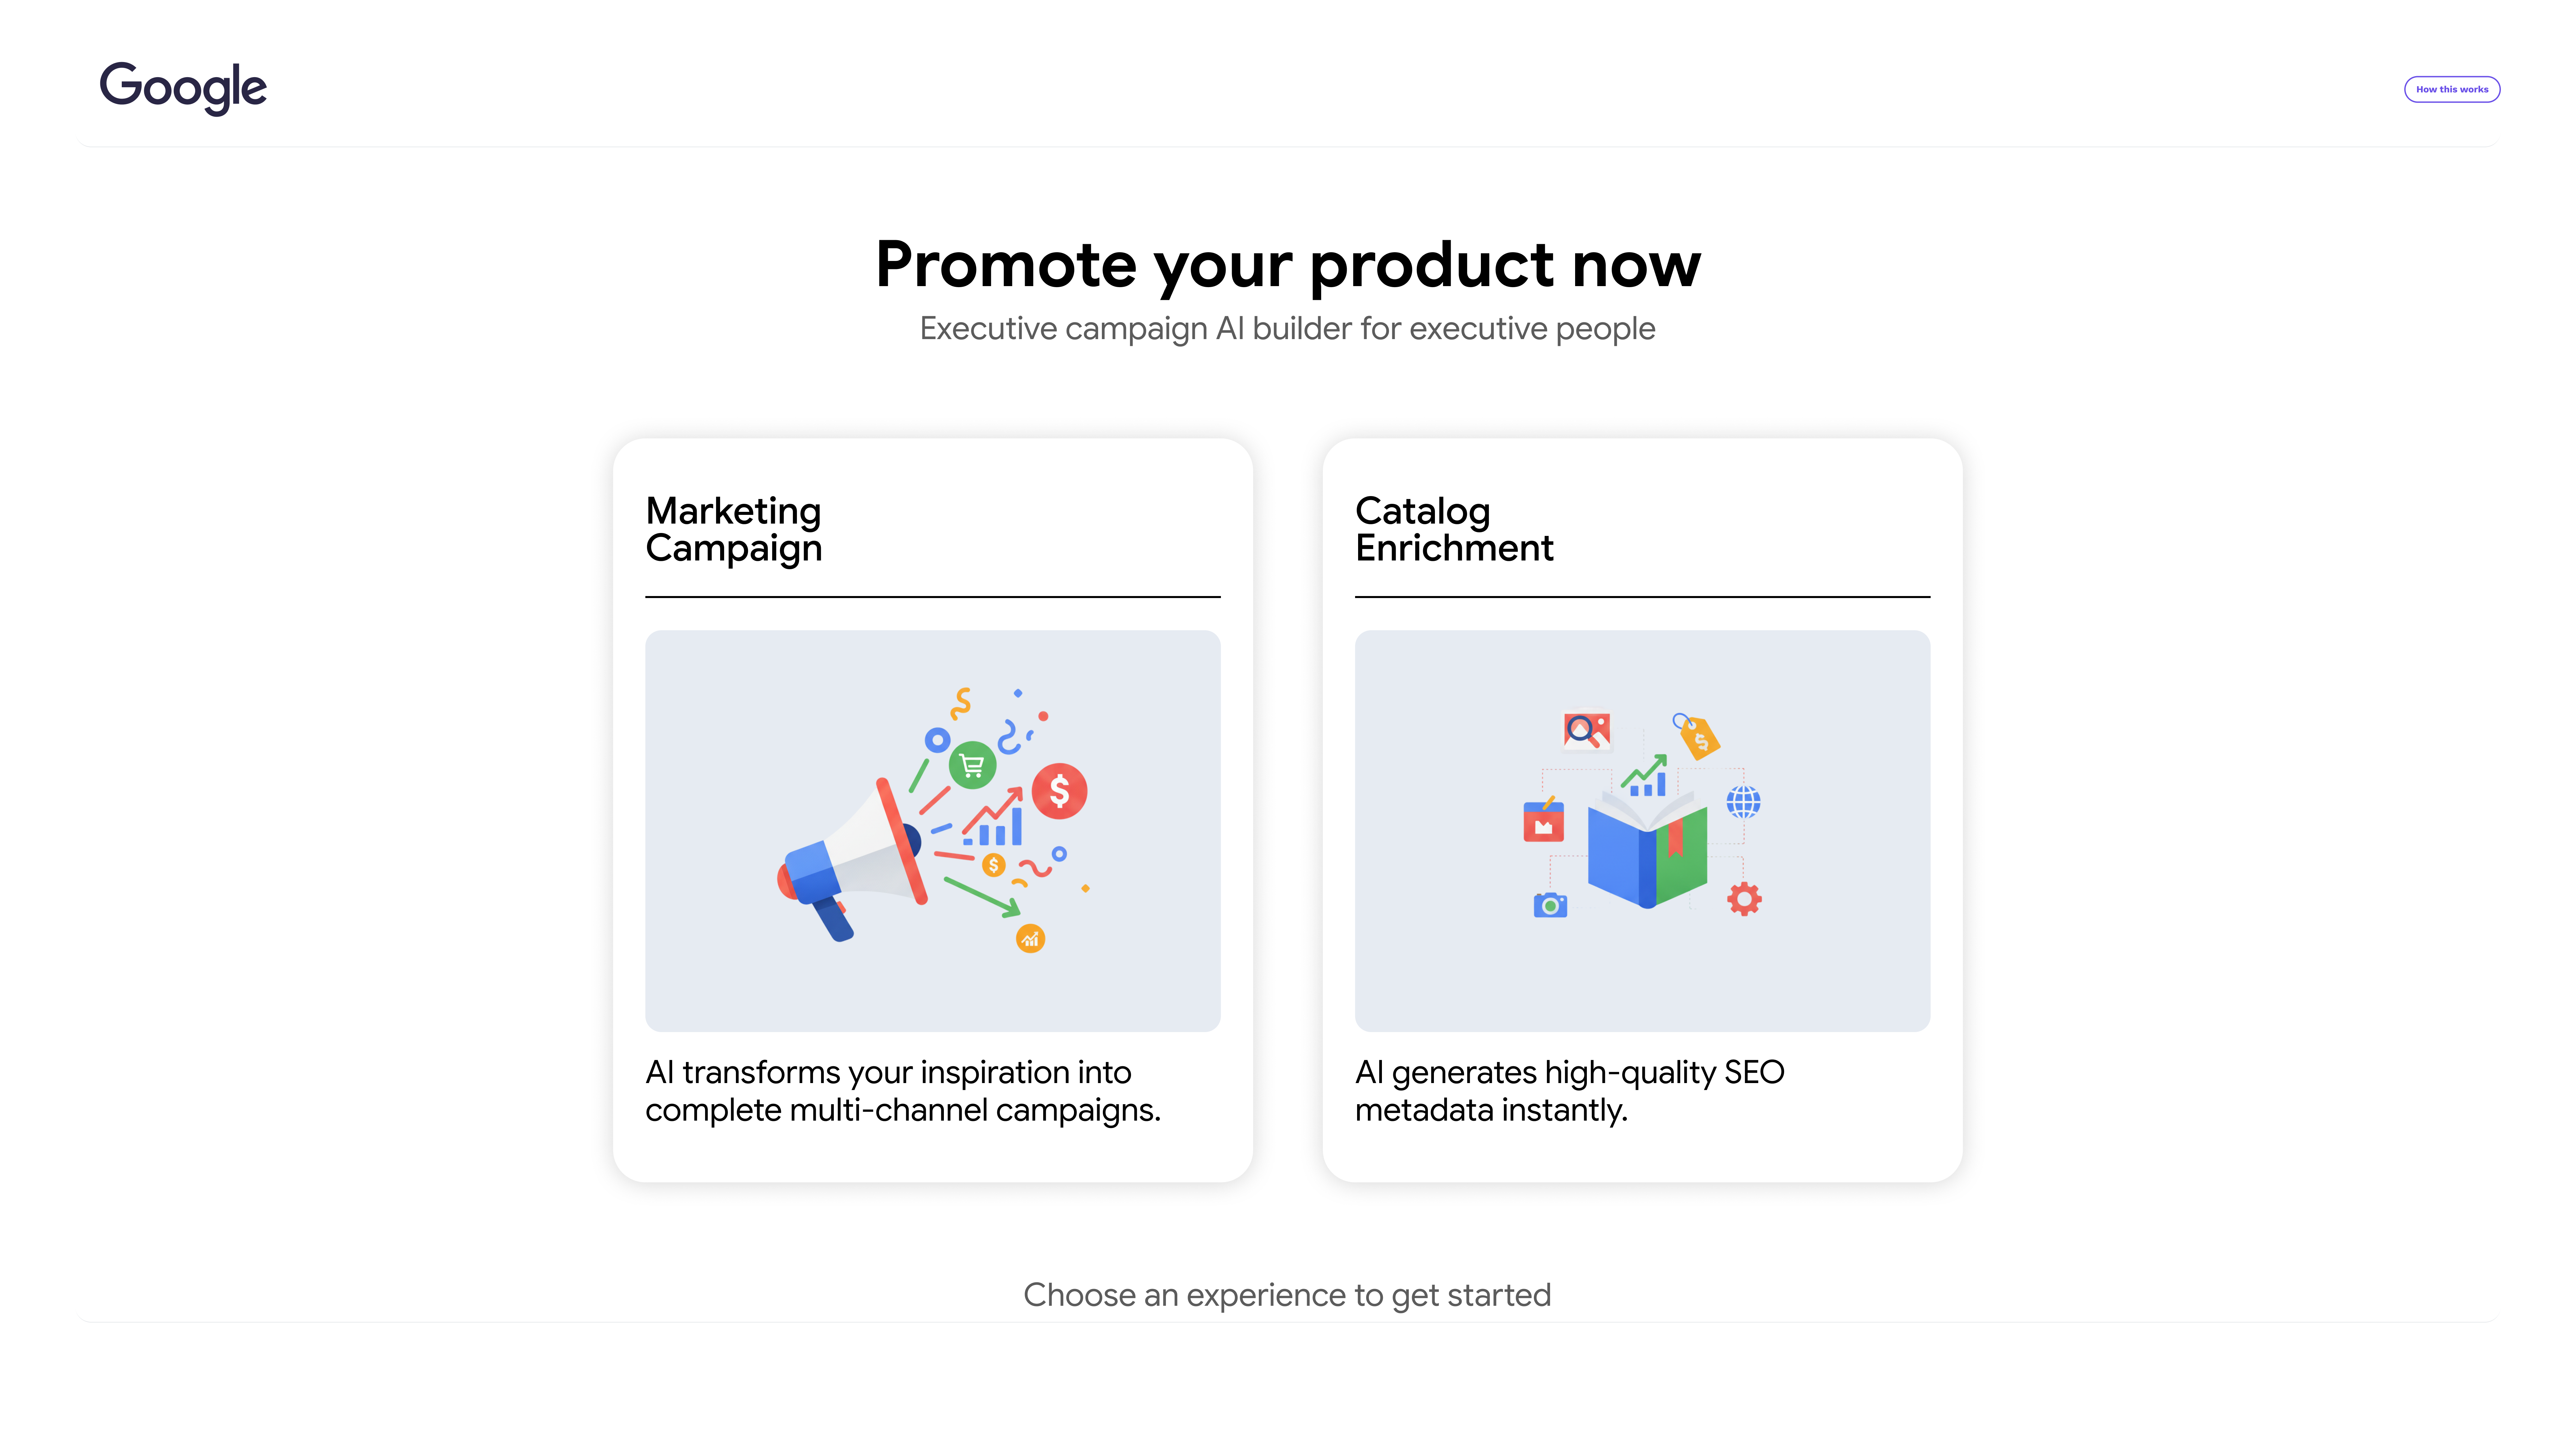 Google
How this works
Promote your product now
Executive campaign AI builder for executive people
Marketing
Campaign
$
$
AI transforms your inspiration into
complete multi-channel campaigns.
Catalog
Enrichment
$
AI generates high-quality SEO
metadata instantly.
Choose an experience to get started